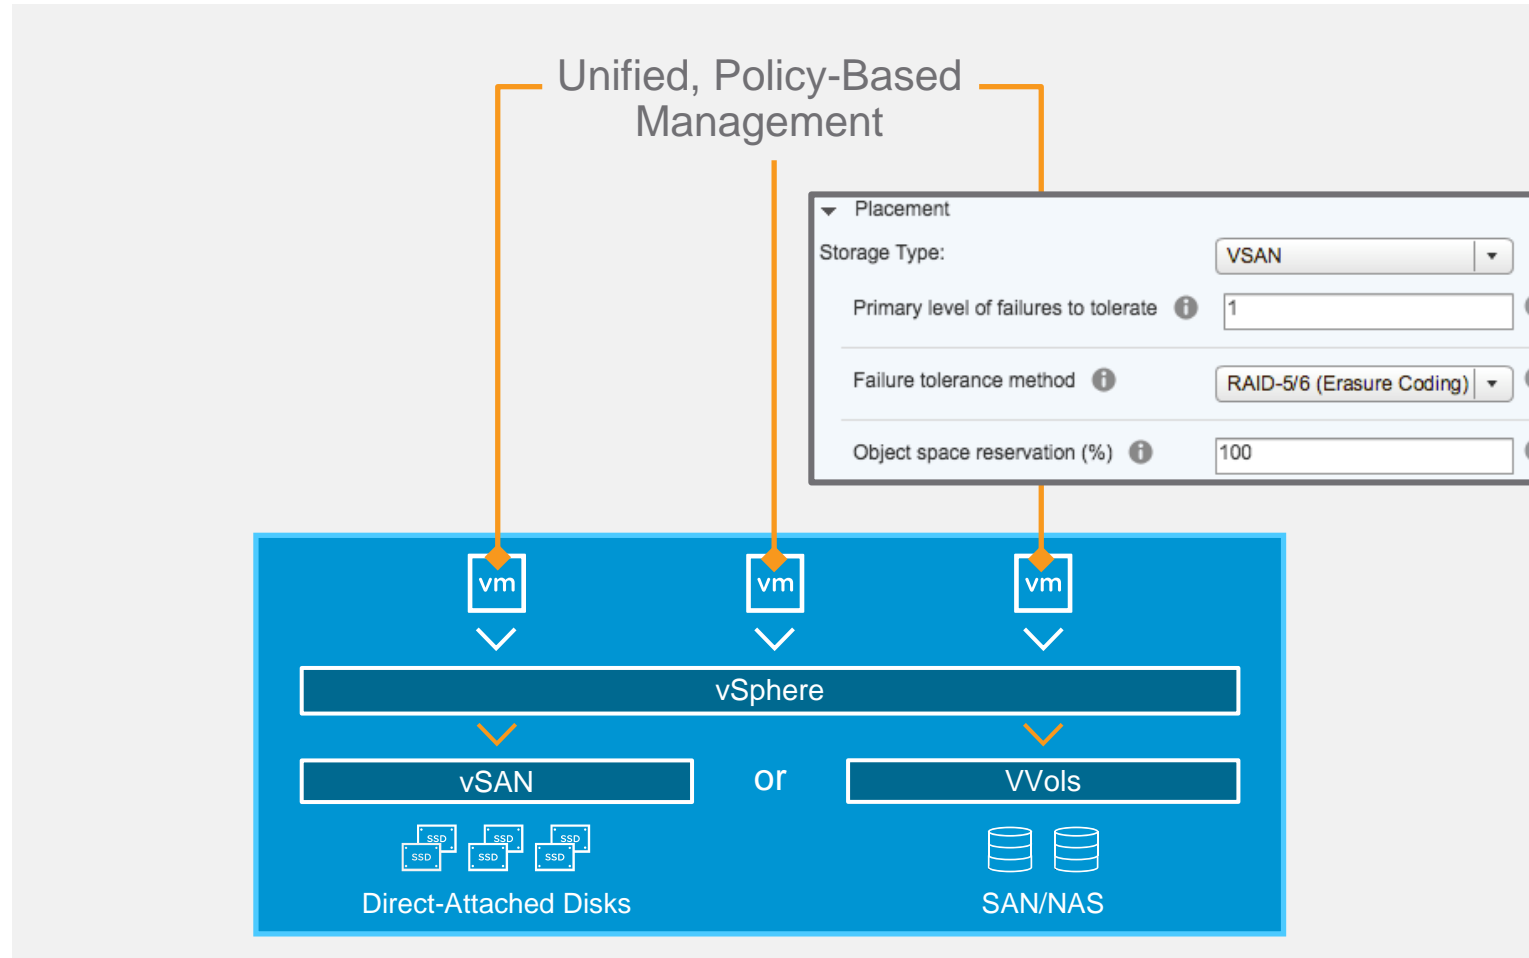 Unified, Policy-Based
Management
Placement
Storage Type:
VSAN
Primary level of failures to tolerate
1
Failure tolerance method
RAID-5/6 (Erasure Coding)
Object space reservation (%)
100
vm
vm
vm
vSphere
vSAN
or
VVols
SSD
SSD
SSD
SSD
SSD
SSD
Direct-Attached Disks
SAN/NAS